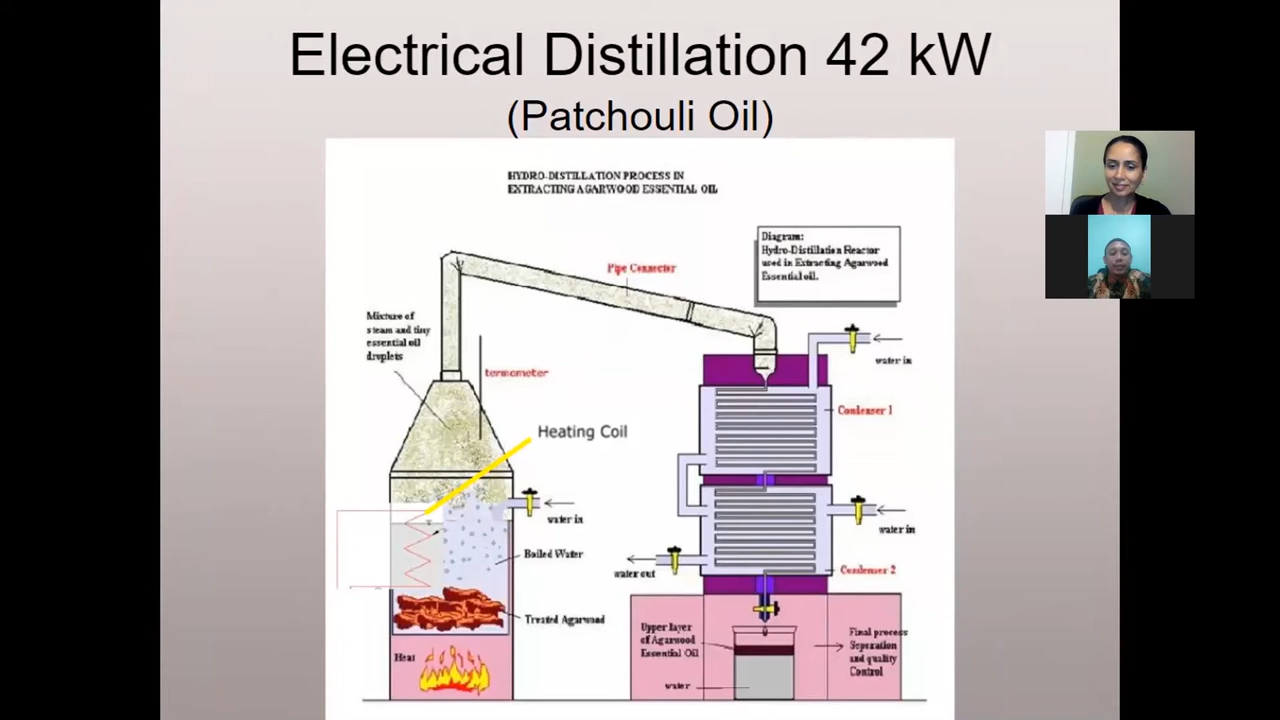 Electrical Distillation 42 kW
(Patchouli Oil)
HYDRO-DISTILLATION PROCESS IN
EXTRACTING AGARWOOD ESSENTIAL OIL
Diagram:
Hydro-Distillation Reactor
used in Extracting Agarwood
Essential oil.
Pipe Connector
Mixture of
steam and tiny
essential oil
droplets
termometer
water in
Condenser 1
Heating Coil
water in
water in
Boiled Water
water out
Condenser 2
Treated Agarwood
Upper layer
of Agarwood
Essential Oil
Final process
Separation
and quality
Control
Heat
water